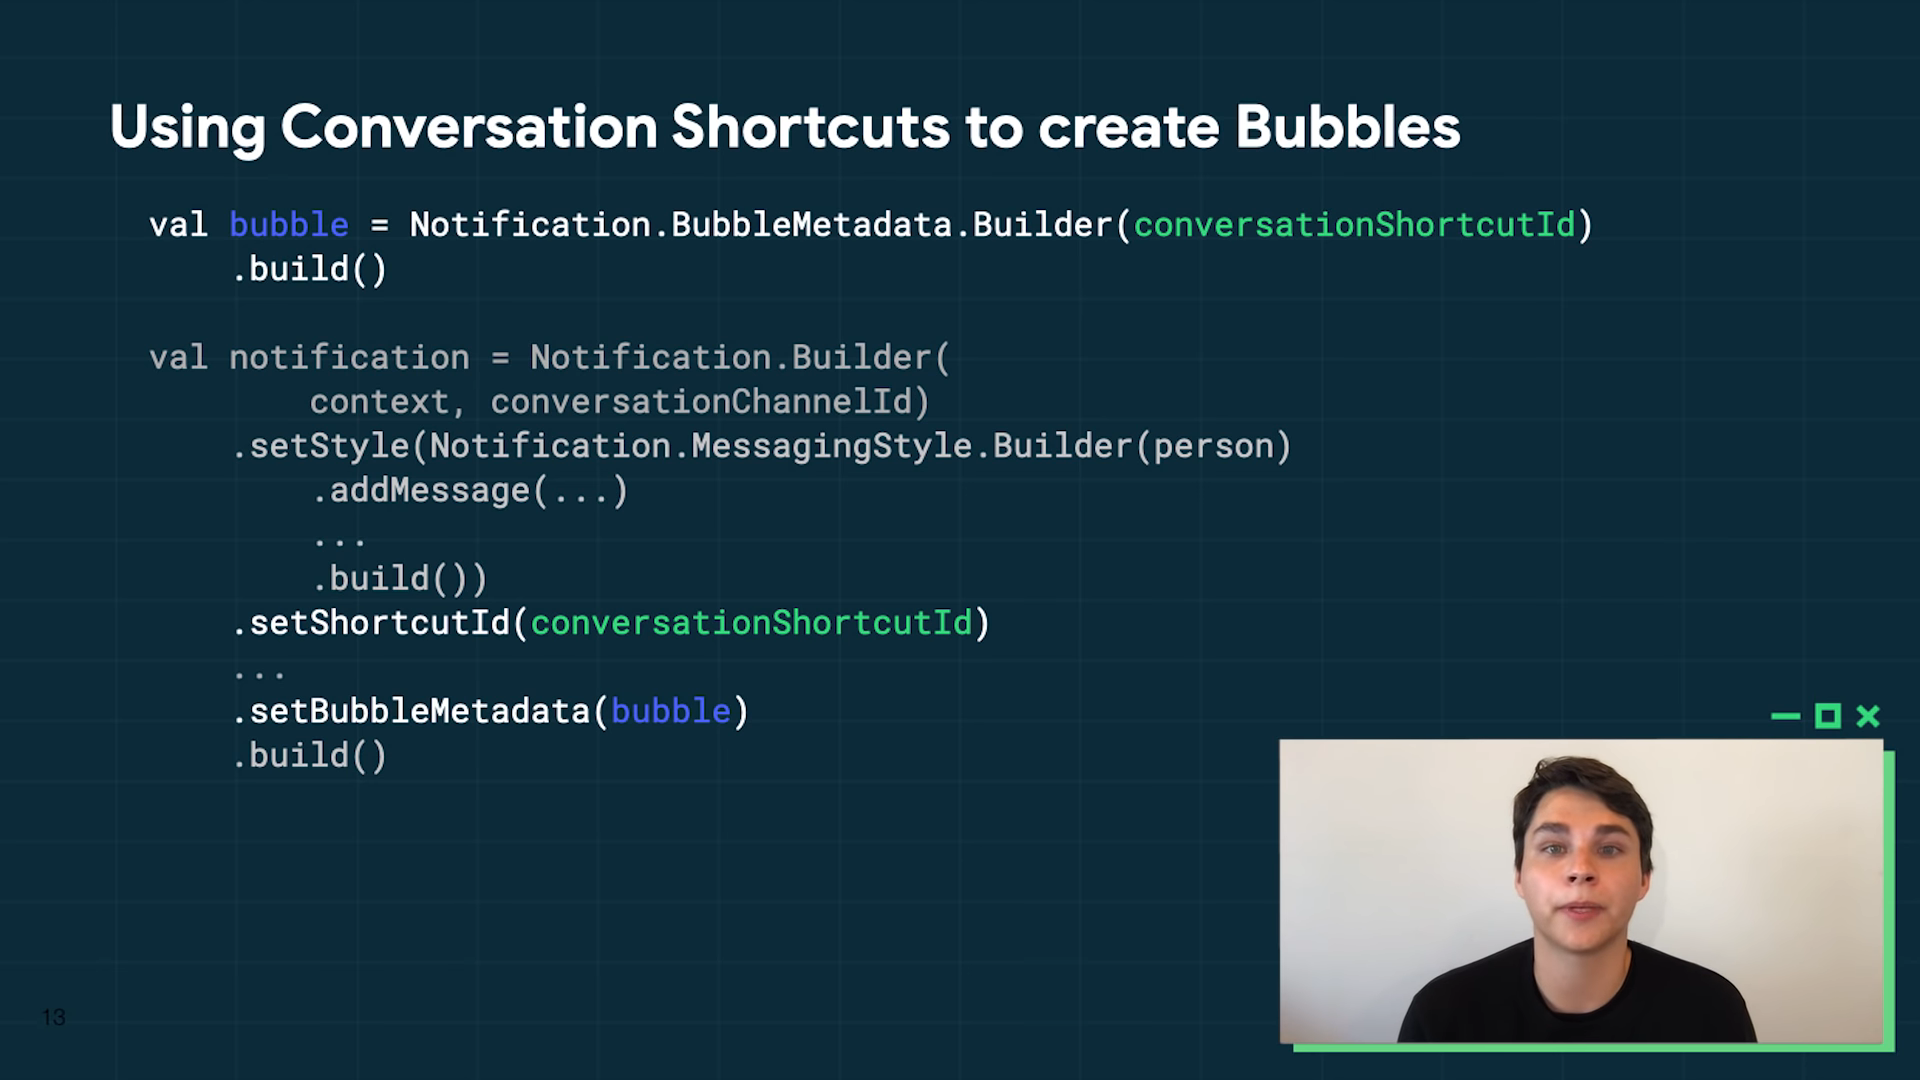 Using Conversation Shortcuts to create Bubbles
val bubble = Notification.BubbleMetadata.Builder(conversationShortcutId)
.build()
val notification = Notification.Builder(
context, conversationChannelId)
.setStyle(Notification.MessagingStyle.Builder(person)
.addMessage(...)
...
.build())
.setShortcutId(conversationShortcutId)
...
.setBubbleMetadata(bubble)
.build()
13